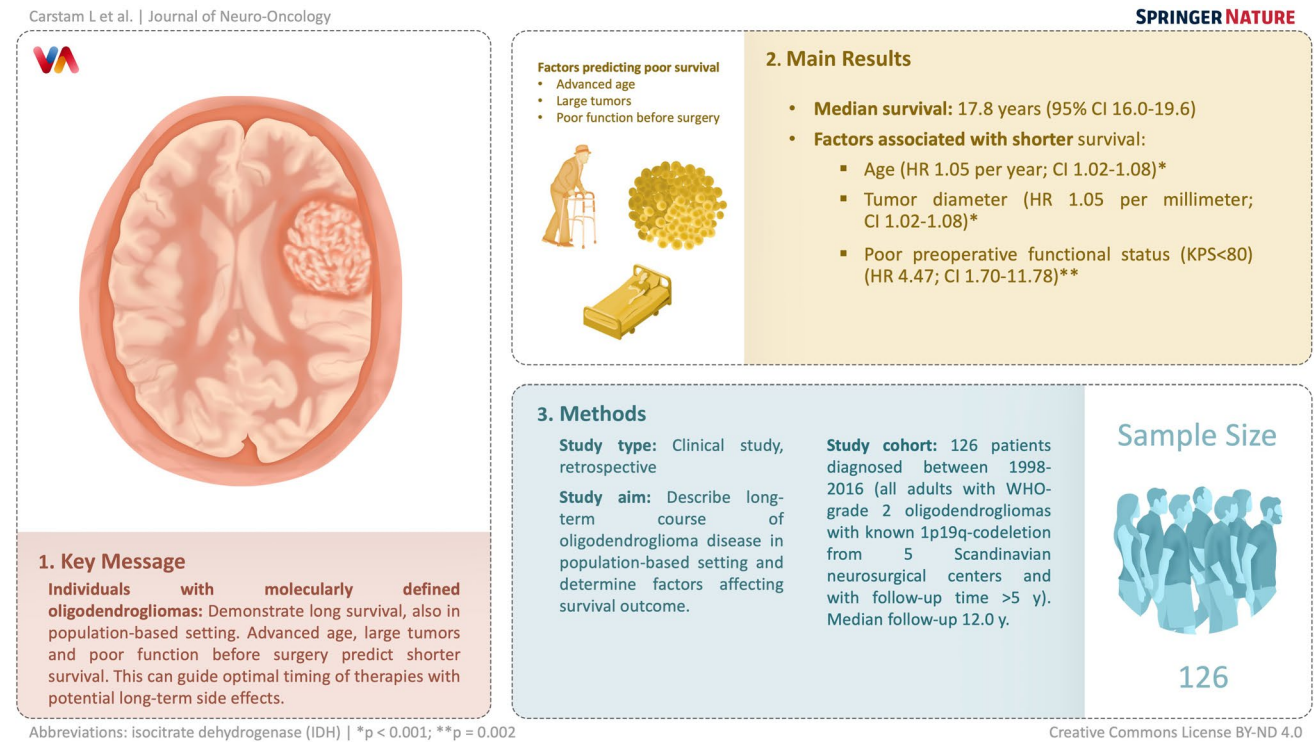 Carstam L et al. | Journal of Neuro-Oncology
SPRINGER NATURE
VA
1. Key Message
Individuals with molecularly defined
oligodendrogliomas: Demonstrate long survival, also in
population-based setting. Advanced age, large tumors
and poor function before surgery predict shorter
survival. This can guide optimal timing of therapies with
potential long-term side effects.
Factors predicting poor survival
• Advanced age
• Large tumors
• Poor function before surgery
2. Main Results
• Median survival: 17.8 years (95% CI 16.0-19.6)
• Factors associated with shorter survival:
▪ Age (HR 1.05 per year; CI 1.02-1.08)*
▪ Tumor diameter (HR 1.05 per millimeter;
CI 1.02-1.08)*
▪ Poor preoperative functional status (KPS<80)
(HR 4.47; CI 1.70-11.78)**
3. Methods
Study type: Clinical study,
retrospective
Study aim: Describe long-
term course of
oligodendroglioma disease in
population-based setting and
determine factors affecting
survival outcome.
Study cohort: 126 patients
diagnosed between 1998-
2016 (all adults with WHO-
grade 2 oligodendrogliomas
with known 1p19q-codeletion
from 5 Scandinavian
neurosurgical centers and
with follow-up time >5 y).
Median follow-up 12.0 y.
Sample Size
126
Abbreviations: isocitrate dehydrogenase (IDH) | *p < 0.001; **p = 0.002
Creative Commons License BY-ND 4.0